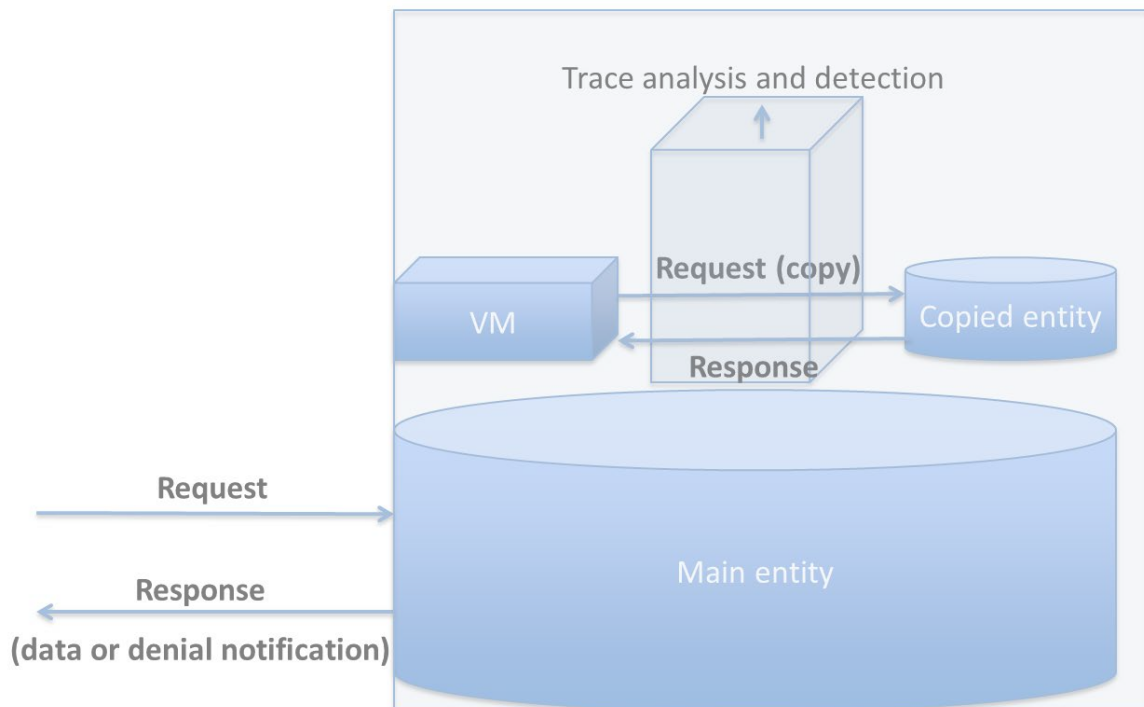 Trace analysis and detection
Request (copy)
VM
Copied entity
Response
Request
Main entity
Response
(data or denial notification)